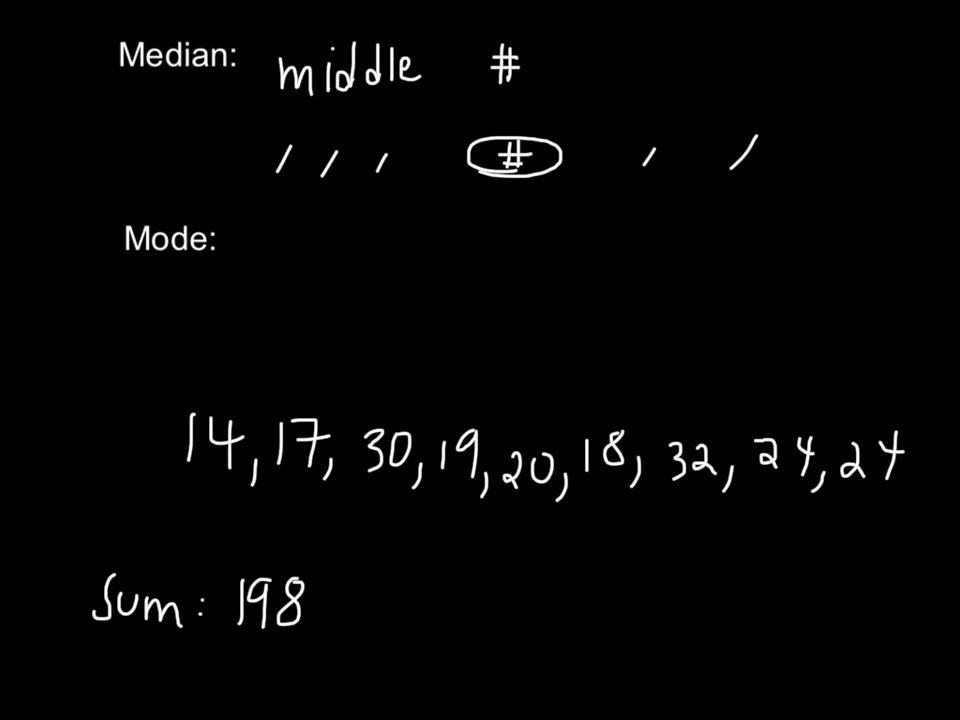 Median: middle #
, , , # , ,
Mode:
14, 17, 30, 19, 20, 18, 32, 24, 24
Sum: 198